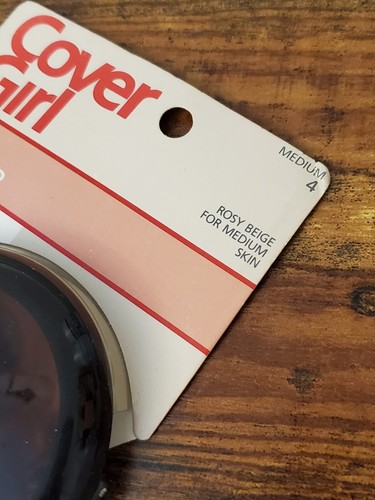 Cover
Girl
MEDIUM
4
ROSY BEIGE
FOR MEDIUM
SKIN